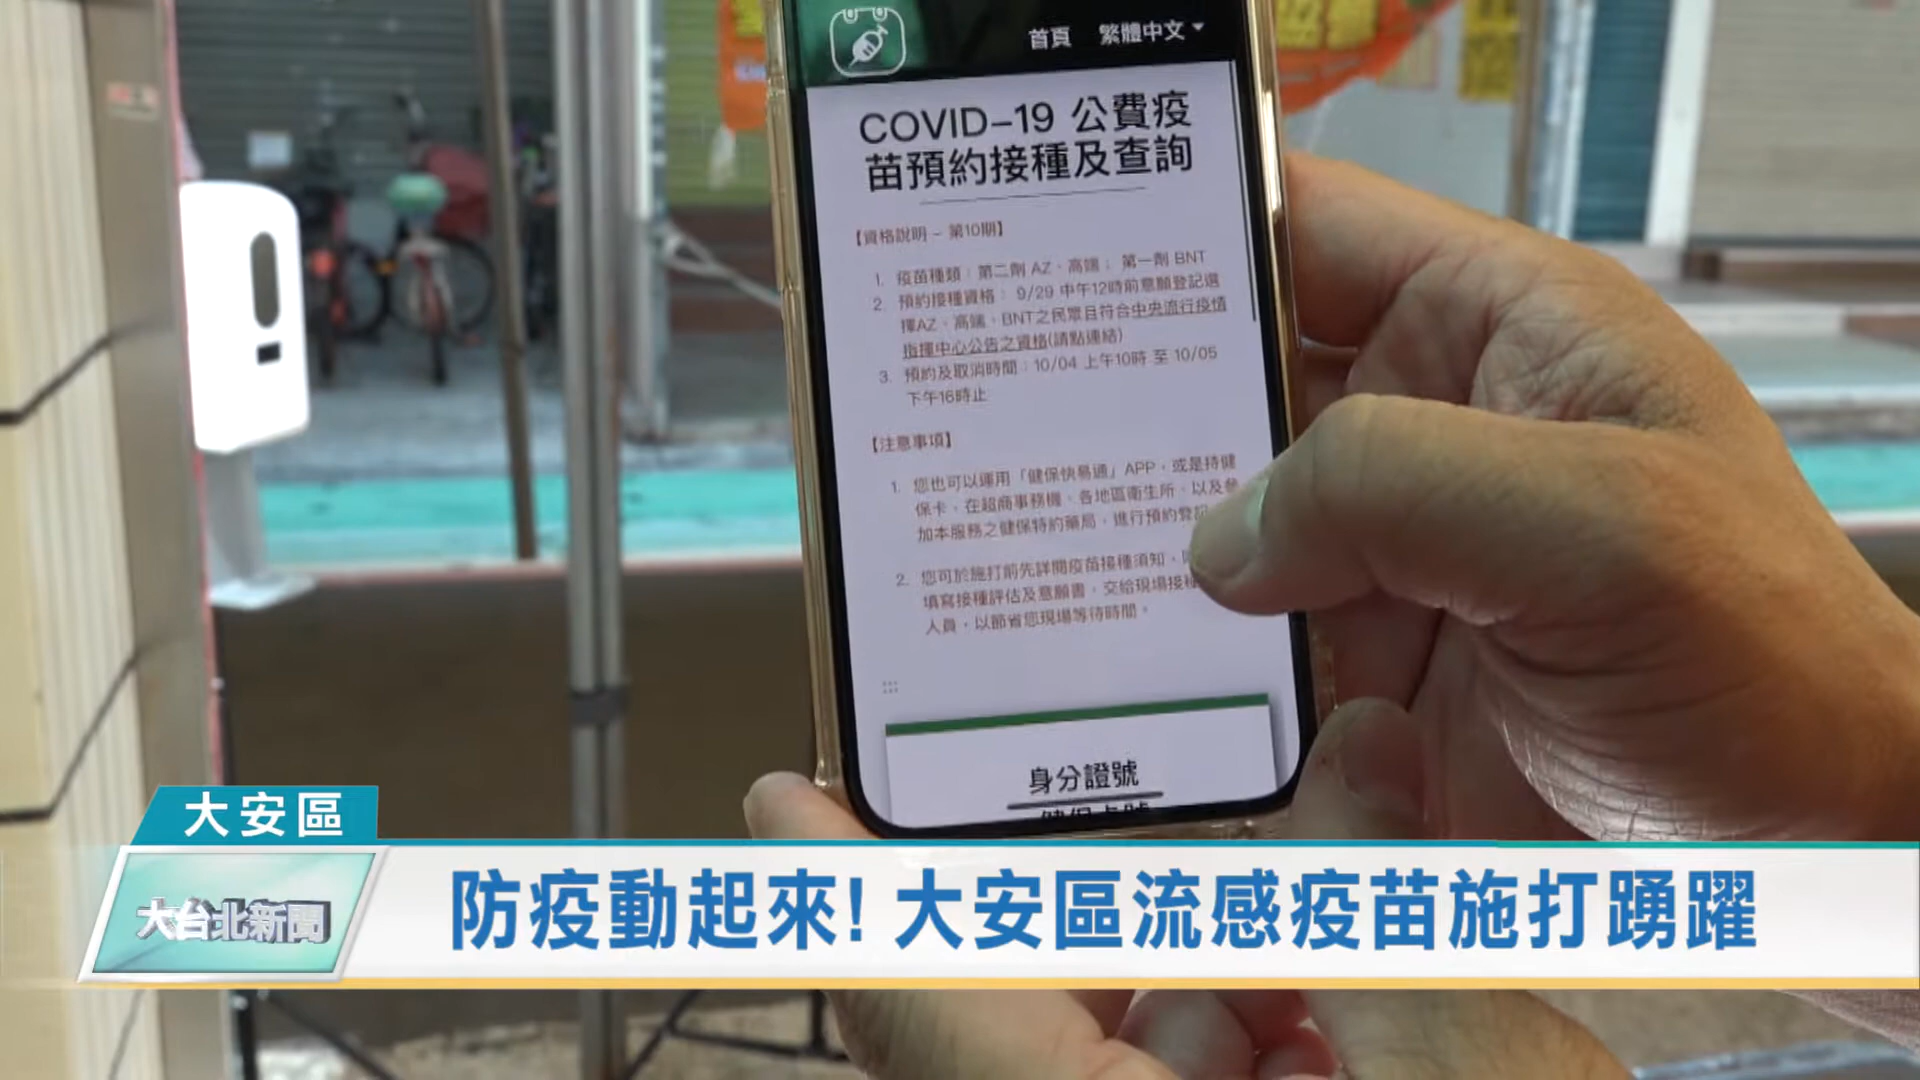 首頁 繁體中文
COVID-19 公費疫
苗預約接種及查詢
【資格說明 - 第10期】
1. 疫苗種類：第二劑 AZ、高端； 第一劑 BNT
2. 預約接種資格： 9/29 中午12時前意願登記選
擇AZ、高端、BNT之民眾且符合中央流行疫情
指揮中心公告之資格(請點連結)
3. 預約及取消時間：10/04 上午10時 至 10/05
下午16時止
【注意事項】
1. 您也可以運用「健保快易通」APP，或是持健
保卡，在超商事務機、各地區衛生所，以及參
加本服務之健保特約藥局，進行預約登記
2. 您可於施打前先詳閱疫苗接種須知，
填寫接種評估及意願書，交給現場接種
人員，以節省您現場等待時間。
身分證號
大安區
大台北新聞
防疫動起來! 大安區流感疫苗施打踴躍